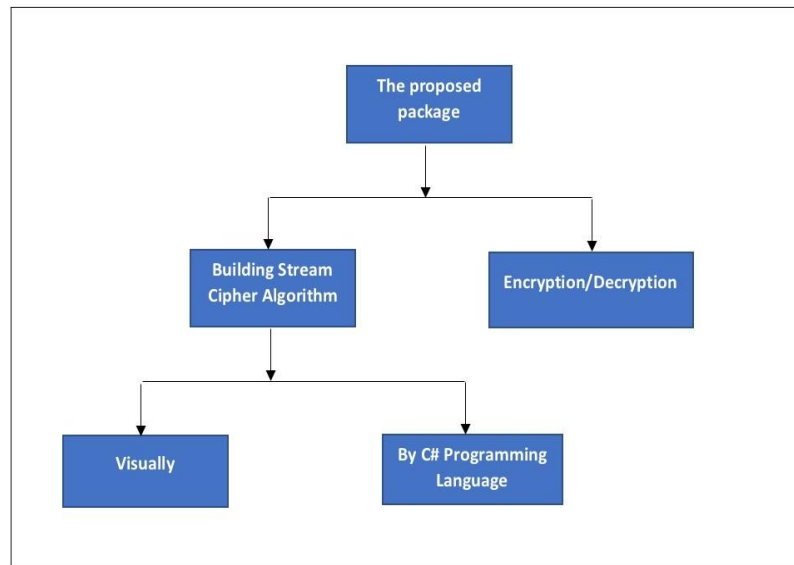 The proposed
package
Building Stream
Cipher Algorithm
Encryption/Decryption
Visually
By C# Programming
Language